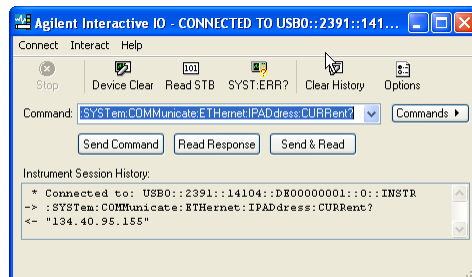 Agilent Interactive IO - CONNECTED TO USB0::2391::141...
Connect Interact Help
Stop Device Clear Read STB SYST:ERR? Clear History Options
Command: :SYSTem:COMMunicate:ETHernet:IPADdress:CURRent? Commands
Send Command Read Response Send & Read
Instrument Session History:
* Connected to: USB0::2391::14104::DE00000001::0::INSTR
-> :SYSTem:COMMunicate:ETHernet:IPADdress:CURRent?
<- "134.40.95.155"